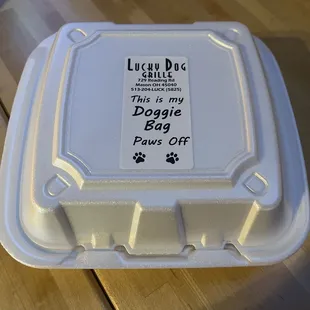 LUCKY DOG
GRILLE
729 Reading Rd
Mason OH 45040
513-204-LUCK (5825)
This is my
Doggie
Bag
Paws Off